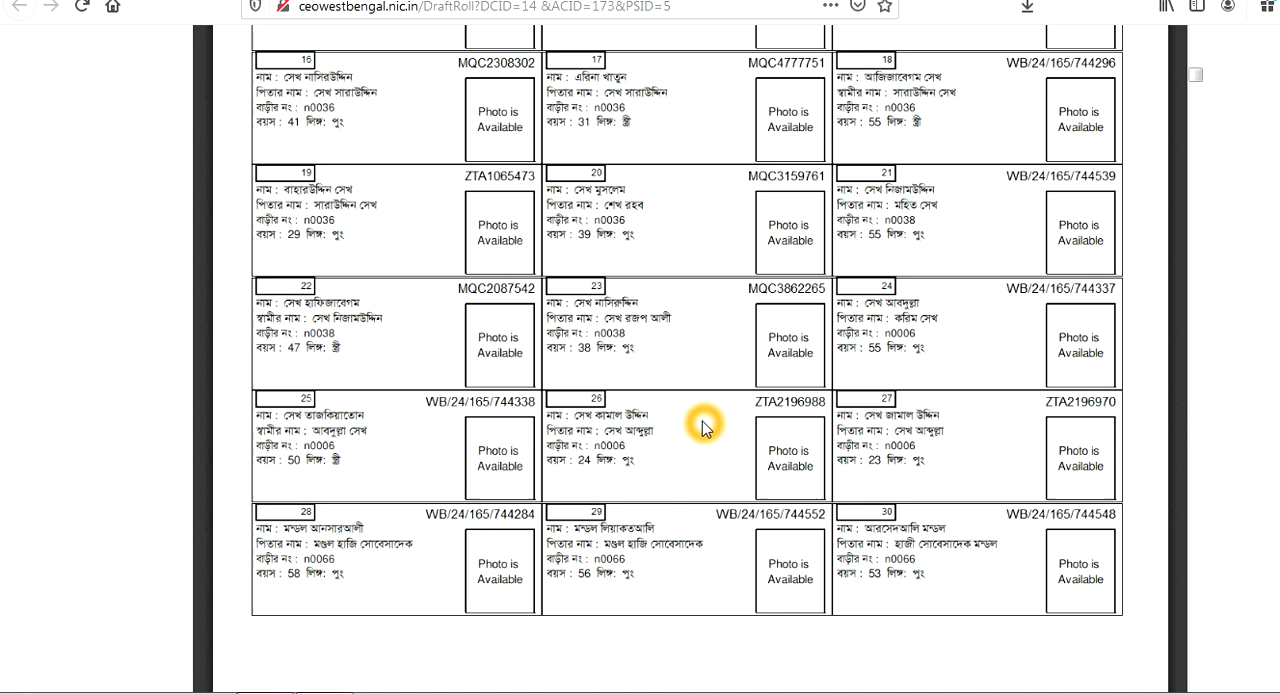 ceowestbengal.nic.in/DraftRoll?DCID=14 &ACID=173&PSID=5
16 MQC2308302
নাম : সেখ নাসিরউদ্দিন
পিতার নাম : সেখ সারাউদ্দিন
বাড়ীর নং : n0036
বয়স : 41 লিঙ্গ: পুং
Photo is
Available
17 MQC4777751
নাম : এরিনা খাতুন
পিতার নাম : সেখ সারাউদ্দিন
বাড়ীর নং : n0036
বয়স : 31 লিঙ্গ: স্ত্রী
Photo is
Available
18 WB/24/165/744296
নাম : আজিজাবেগম সেখ
স্বামীর নাম : সারাউদ্দিন সেখ
বাড়ীর নং : n0036
বয়স : 55 লিঙ্গ: স্ত্রী
Photo is
Available
19 ZTA1065473
নাম : বাহারউদ্দিন সেখ
পিতার নাম : সারাউদ্দিন সেখ
বাড়ীর নং : n0036
বয়স : 29 লিঙ্গ: পুং
Photo is
Available
20 MQC3159761
নাম : সেখ মুসলেম
পিতার নাম : শেখ রহব
বাড়ীর নং : n0036
বয়স : 39 লিঙ্গ: পুং
Photo is
Available
21 WB/24/165/744539
নাম : সেখ নিজামউদ্দিন
পিতার নাম : মহিত সেখ
বাড়ীর নং : n0038
বয়স : 55 লিঙ্গ: পুং
Photo is
Available
22 MQC2087542
নাম : সেখ হাফিজাবেগম
স্বামীর নাম : সেখ নিজামউদ্দিন
বাড়ীর নং : n0038
বয়স : 47 লিঙ্গ: স্ত্রী
Photo is
Available
23 MQC3862265
নাম : সেখ নাসিরুদ্দিন
পিতার নাম : সেখ রজপ আলী
বাড়ীর নং : n0038
বয়স : 38 লিঙ্গ: পুং
Photo is
Available
24 WB/24/165/744337
নাম : সেখ আবদুল্লা
পিতার নাম : করিম সেখ
বাড়ীর নং : n0006
বয়স : 55 লিঙ্গ: পুং
Photo is
Available
25 WB/24/165/744338
নাম : সেখ তাজকিয়াতোন
স্বামীর নাম : আবদুল্লা সেখ
বাড়ীর নং : n0006
বয়স : 50 লিঙ্গ: স্ত্রী
Photo is
Available
26 ZTA2196988
নাম : সেখ কামাল উদ্দিন
পিতার নাম : সেখ আব্দুল্লা
বাড়ীর নং : n0006
বয়স : 24 লিঙ্গ: পুং
Photo is
Available
27 ZTA2196970
নাম : সেখ জামাল উদ্দিন
পিতার নাম : সেখ আব্দুল্লা
বাড়ীর নং : n0006
বয়স : 23 লিঙ্গ: পুং
Photo is
Available
28 WB/24/165/744284
নাম : মন্ডল আনসারআলী
পিতার নাম : মণ্ডল হাজি সোবেসাদেক
বাড়ীর নং : n0066
বয়স : 58 লিঙ্গ: পুং
Photo is
Available
29 WB/24/165/744552
নাম : মন্ডল লিয়াকতআলি
পিতার নাম : মণ্ডল হাজি সোবেসাদেক
বাড়ীর নং : n0066
বয়স : 56 লিঙ্গ: পুং
Photo is
Available
30 WB/24/165/744548
নাম : আরসেদআলি মন্ডল
পিতার নাম : হাজী সোবেসাদেক মন্ডল
বাড়ীর নং : n0066
বয়স : 53 লিঙ্গ: পুং
Photo is
Available